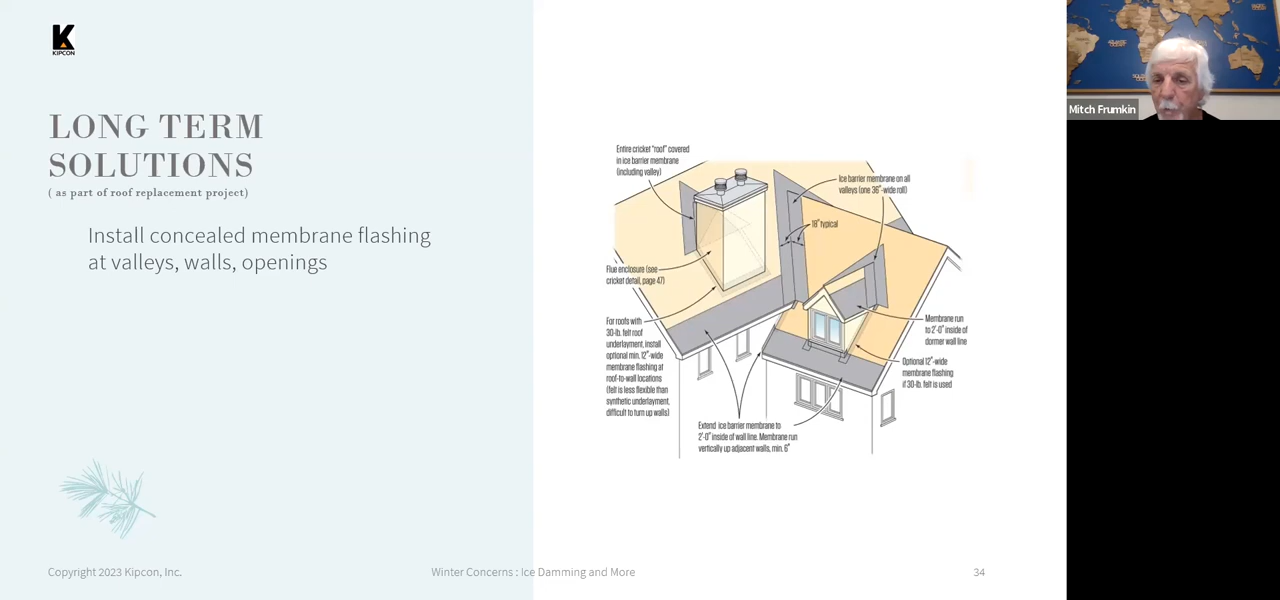 K
KIPCON
LONG TERM
SOLUTIONS
( as part of roof replacement project)
Install concealed membrane flashing
at valleys, walls, openings
Entire cricket "roof" covered
in ice barrier membrane
(including valley)
Ice barrier membrane on all
valleys (one 36"-wide roll)
18" typical
Flue enclosure (see
cricket detail, page 47)
For roofs with
30-lb. felt roof
underlayment, install
optional min. 12"-wide
membrane flashing at
roof-to-wall locations
(felt is less flexible than
synthetic underlayment,
difficult to turn up walls)
Membrane run
to 2'-0" inside of
dormer wall line
Optional 12"-wide
membrane flashing
if 30-lb. felt is used
Extend ice barrier membrane to
2'-0" inside of wall line. Membrane run
vertically up adjacent walls, min. 6"
Copyright 2023 Kipcon, Inc.
Winter Concerns : Ice Damming and More
34
Mitch Frumkin